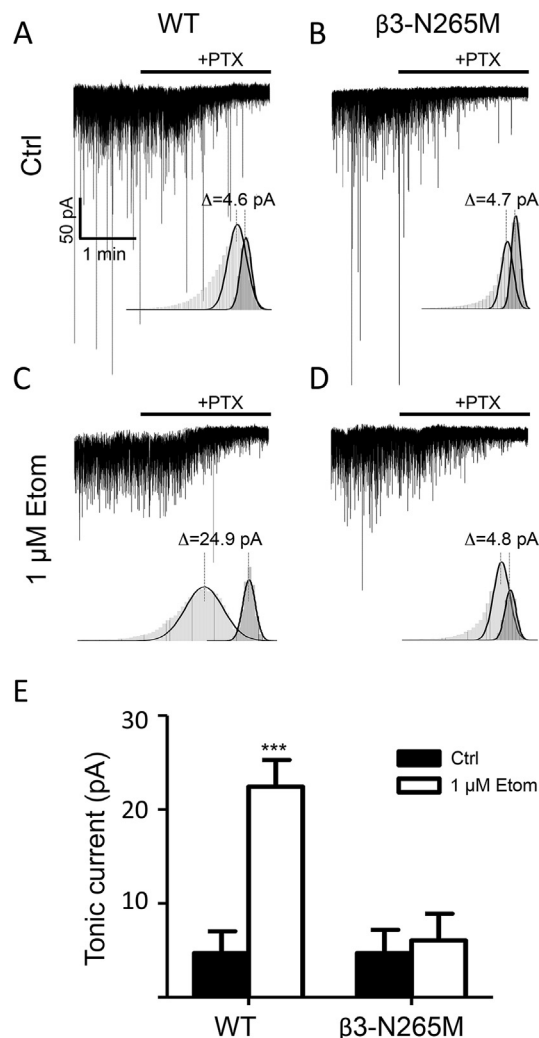 A WT B β3-N265M
+PTX +PTX
Ctrl
Δ=4.6 pA Δ=4.7 pA
50 pA
1 min
C D
+PTX +PTX
1 µM Etom
Δ=24.9 pA Δ=4.8 pA
E
30
***
Ctrl
1 µM Etom
20
10
Tonic current (pA)
WT β3-N265M